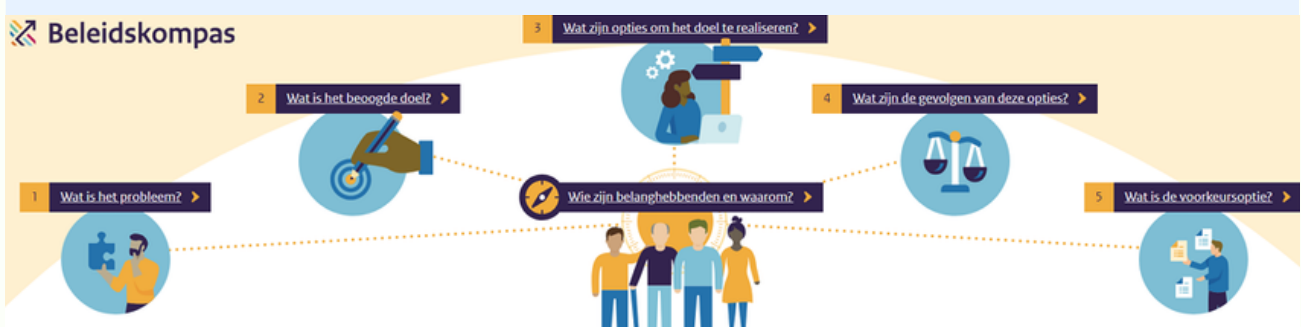 Beleidskompas
1 Wat is het probleem?
2 Wat is het beoogde doel?
3 Wat zijn opties om het doel te realiseren?
4 Wat zijn de gevolgen van deze opties?
5 Wat is de voorkeursoptie?
Wie zijn belanghebbenden en waarom?